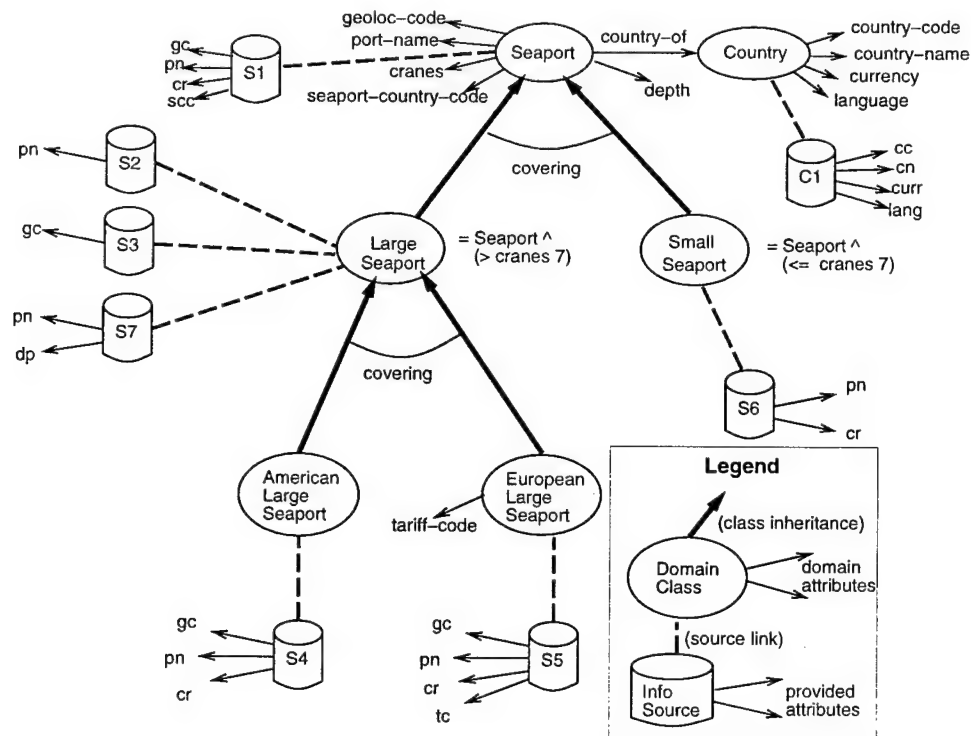 geoloc-code
port-name
cranes
seaport-country-code
Seaport
country-of
depth
Country
country-code
country-name
currency
language
gc
pn
cr
scc
S1
covering
cc
cn
curr
lang
C1
pn
S2
gc
S3
pn
dp
S7
Large
Seaport
= Seaport ^
(> cranes 7)
Small
Seaport
= Seaport ^
(<= cranes 7)
covering
S6
pn
cr
American
Large
Seaport
European
Large
Seaport
tariff-code
gc
pn
cr
S4
gc
pn
cr
tc
S5
Legend
(class inheritance)
Domain
Class
domain
attributes
(source link)
Info
Source
provided
attributes